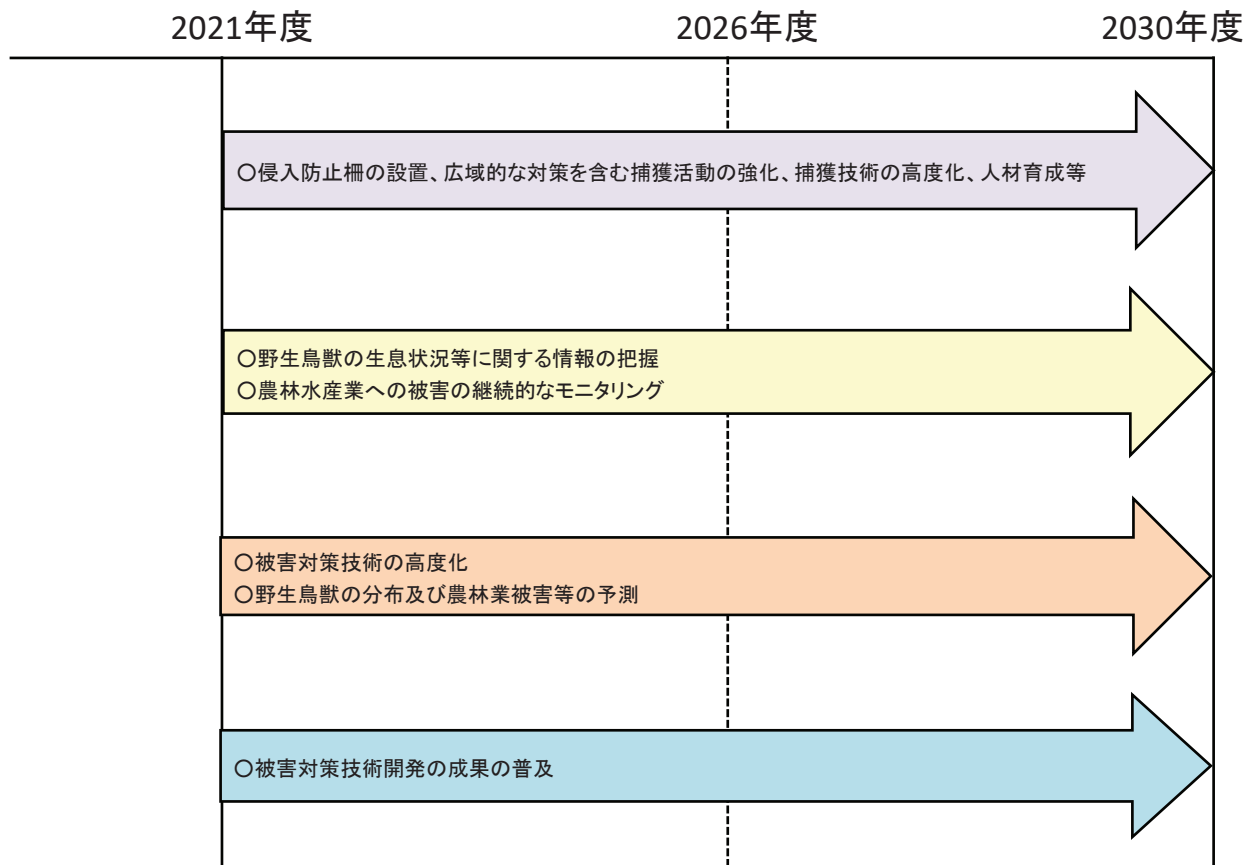 2021年度 2026年度 2030年度
○侵入防止柵の設置、広域的な対策を含む捕獲活動の強化、捕獲技術の高度化、人材育成等
○野生鳥獣の生息状況等に関する情報の把握
○農林水産業への被害の継続的なモニタリング
○被害対策技術の高度化
○野生鳥獣の分布及び農林業被害等の予測
○被害対策技術開発の成果の普及